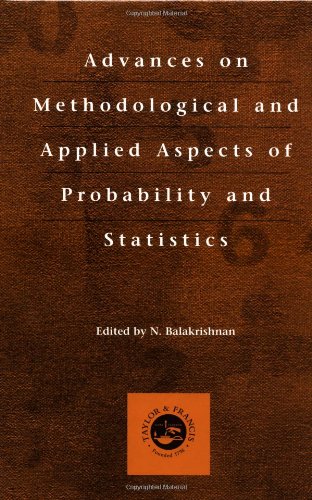 Advances on
Methodological and
Applied Aspects of
Probability and
Statistics
Edited by N. Balakrishnan
TAYLOR & FRANCIS
Founded 1798